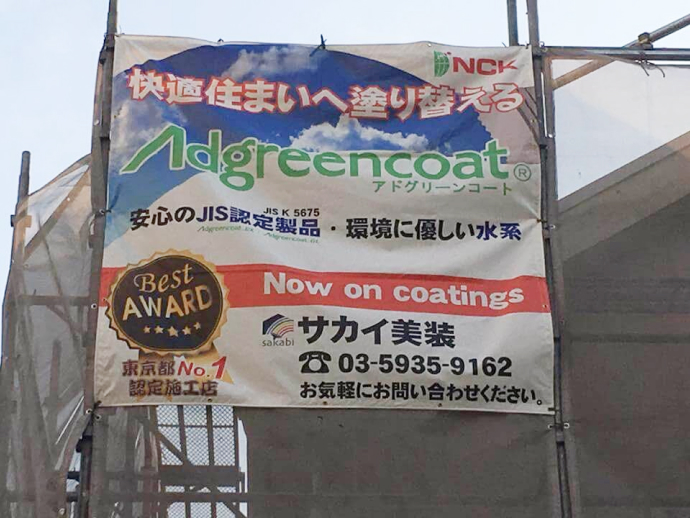 NCK
快適住まいへ塗り替える
Adgreencoat®
アドグリーンコート
JIS K 5675
安心のJIS認定製品・環境に優しい水系
Best
AWARD
Now on coatings
sakabi
サカイ美装
東京都No.1
認定施工店
☎03-5935-9162
お気軽にお問い合わせください。